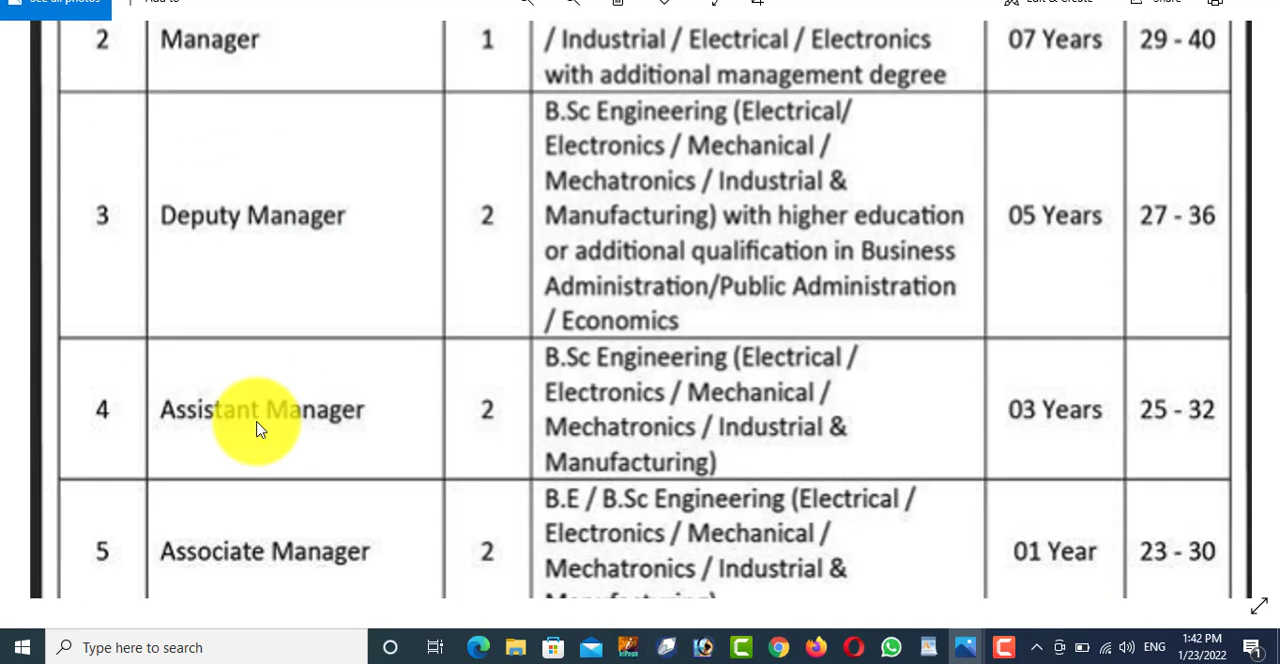 2 Manager 1 / Industrial / Electrical / Electronics 07 Years 29 - 40
with additional management degree
B.Sc Engineering (Electrical/
Electronics / Mechanical /
Mechatronics / Industrial &
3 Deputy Manager 2 Manufacturing) with higher education 05 Years 27 - 36
or additional qualification in Business
Administration/Public Administration
/ Economics
B.Sc Engineering (Electrical /
Electronics / Mechanical /
4 Assistant Manager 2 03 Years 25 - 32
Mechatronics / Industrial &
Manufacturing)
B.E / B.Sc Engineering (Electrical /
Electronics / Mechanical /
5 Associate Manager 2 01 Year 23 - 30
Mechatronics / Industrial &
Type here to search
InPage
ENG
1:42 PM
1/23/2022
1